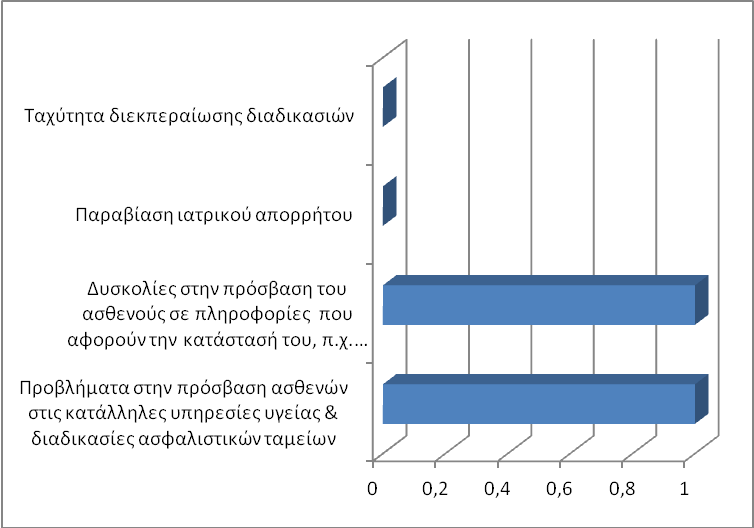 Ταχύτητα διεκπεραίωσης διαδικασιών
Παραβίαση ιατρικού απορρήτου
Δυσκολίες στην πρόσβαση του
ασθενούς σε πληροφορίες που
αφορούν την κατάστασή του, π.χ....
Προβλήματα στην πρόσβαση ασθενών
στις κατάλληλες υπηρεσίες υγείας &
διαδικασίες ασφαλιστικών ταμείων
0 0,2 0,4 0,6 0,8 1